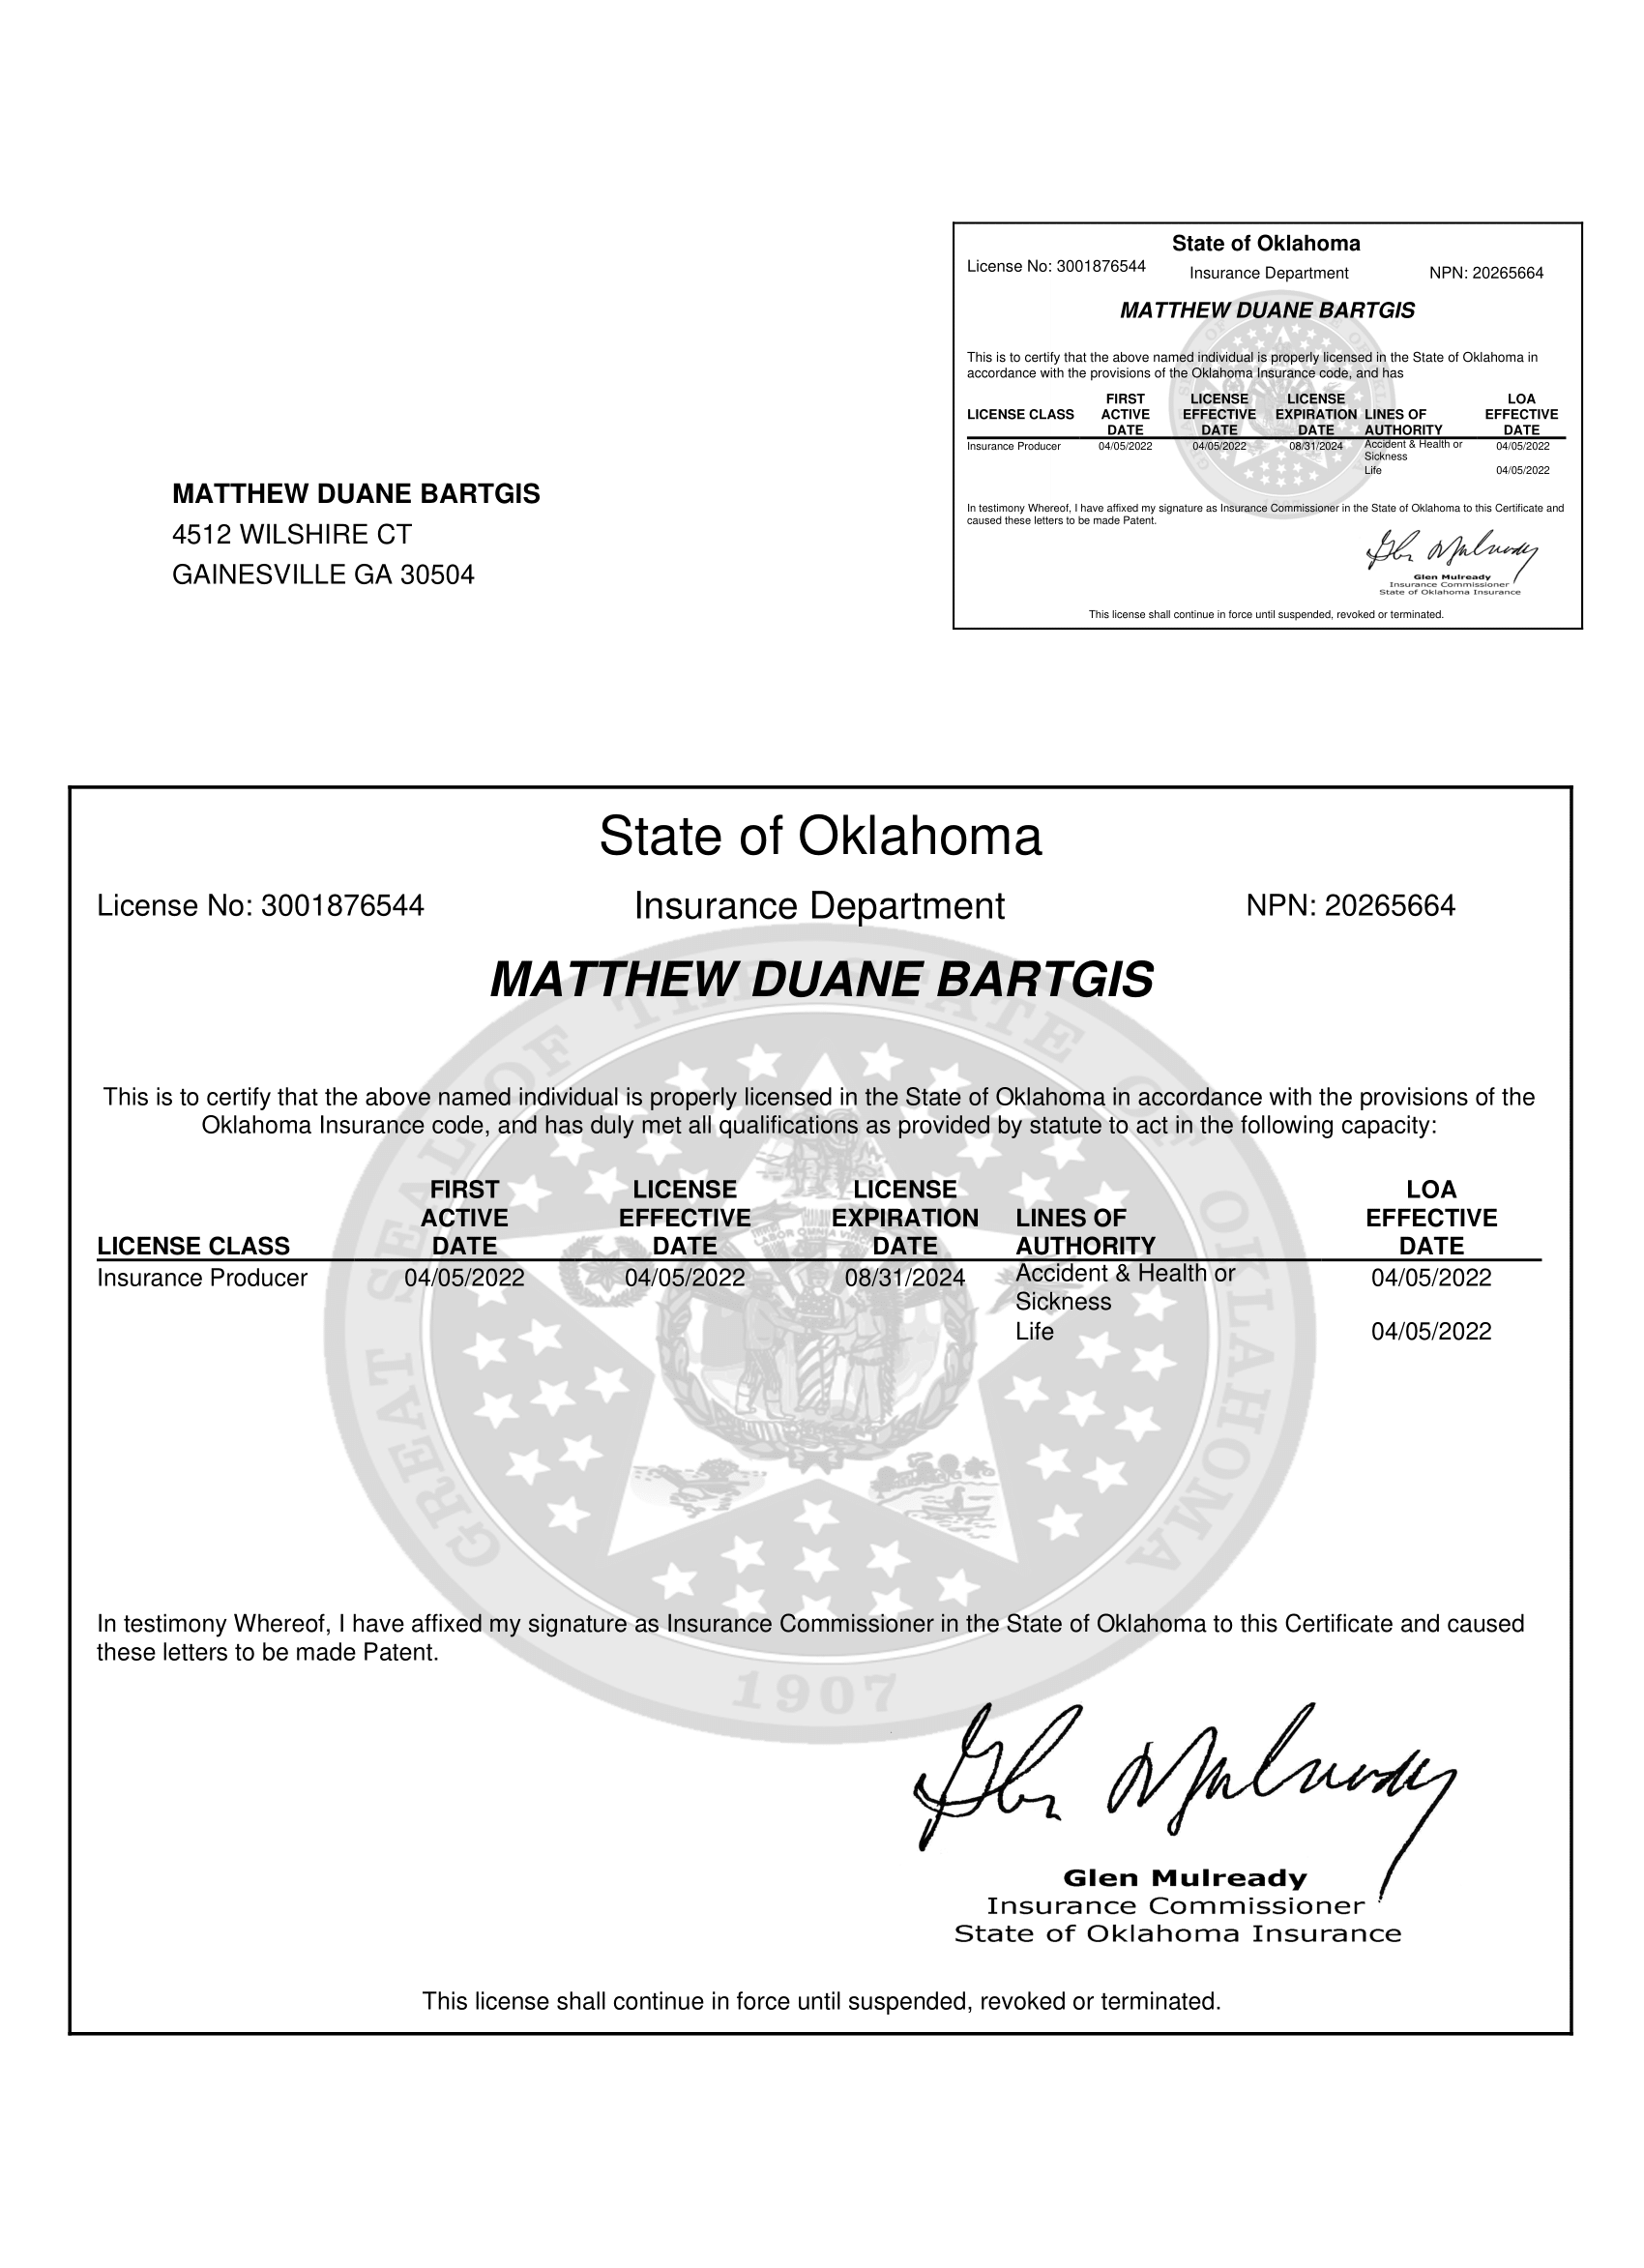 State of Oklahoma
License No: 3001876544
Insurance Department
NPN: 20265664
MATTHEW DUANE BARTGIS
This is to certify that the above named individual is properly licensed in the State of Oklahoma in
accordance with the provisions of the Oklahoma Insurance code, and has
LICENSE CLASS FIRST ACTIVE DATE LICENSE EFFECTIVE DATE LICENSE EXPIRATION DATE LINES OF AUTHORITY LOA EFFECTIVE DATE
Insurance Producer 04/05/2022 04/05/2022 08/31/2024 Accident & Health or 04/05/2022
Sickness
Life 04/05/2022
In testimony Whereof, I have affixed my signature as Insurance Commissioner in the State of Oklahoma to this Certificate and
caused these letters to be made Patent.
Glen Mulready
Glen Mulready
Insurance Commissioner
State of Oklahoma Insurance
This license shall continue in force until suspended, revoked or terminated.
MATTHEW DUANE BARTGIS
4512 WILSHIRE CT
GAINESVILLE GA 30504
State of Oklahoma
License No: 3001876544
Insurance Department
NPN: 20265664
MATTHEW DUANE BARTGIS
This is to certify that the above named individual is properly licensed in the State of Oklahoma in accordance with the provisions of the
Oklahoma Insurance code, and has duly met all qualifications as provided by statute to act in the following capacity:
LICENSE CLASS FIRST ACTIVE DATE LICENSE EFFECTIVE DATE LICENSE EXPIRATION DATE LINES OF AUTHORITY LOA EFFECTIVE DATE
Insurance Producer 04/05/2022 04/05/2022 08/31/2024 Accident & Health or 04/05/2022
Sickness
Life 04/05/2022
GREAT SEAL OF THE STATE OF OKLAHOMA
LABOR OMNIA VINCIT
1907
In testimony Whereof, I have affixed my signature as Insurance Commissioner in the State of Oklahoma to this Certificate and caused
these letters to be made Patent.
Glen Mulready
Glen Mulready
Insurance Commissioner
State of Oklahoma Insurance
This license shall continue in force until suspended, revoked or terminated.